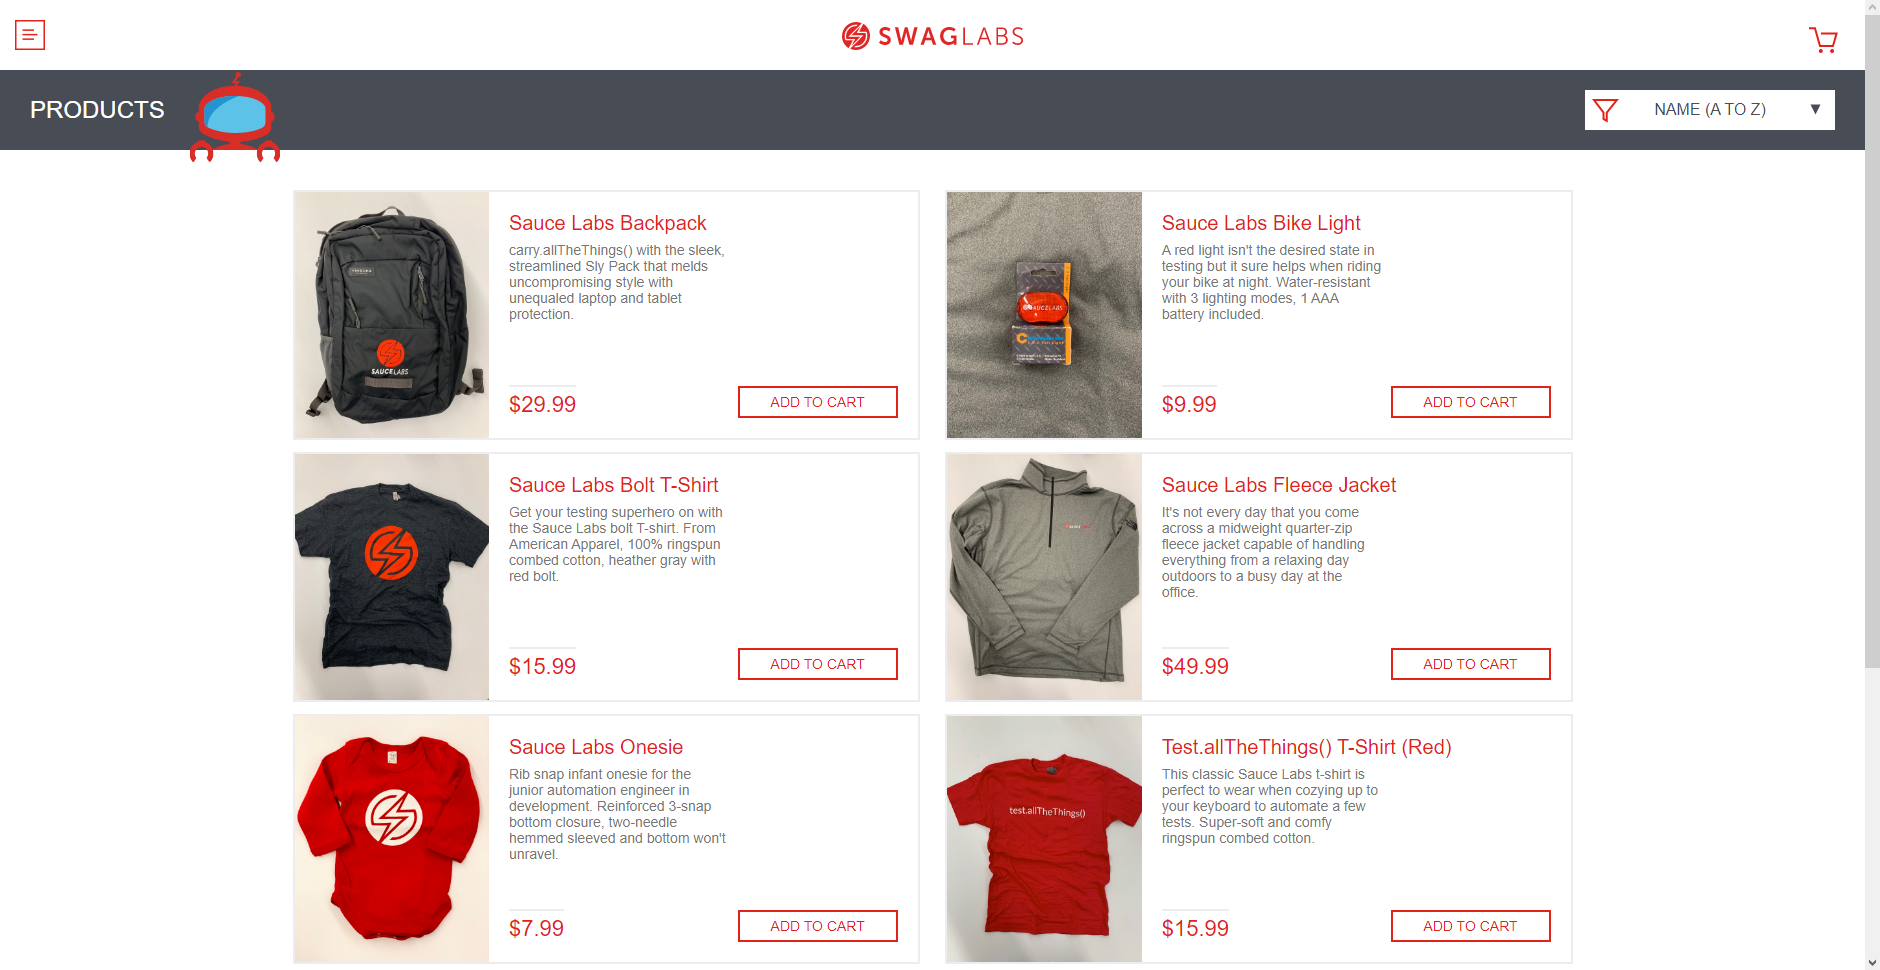 SWAGLABS
PRODUCTS
NAME (A TO Z)
Sauce Labs Backpack
carry.allTheThings() with the sleek,
streamlined Sly Pack that melds
uncompromising style with
unequaled laptop and tablet
protection.
SAUCELABS
$29.99
ADD TO CART
Sauce Labs Bike Light
A red light isn't the desired state in
testing but it sure helps when riding
your bike at night. Water-resistant
with 3 lighting modes, 1 AAA
battery included.
SAUCELABS
$9.99
ADD TO CART
Sauce Labs Bolt T-Shirt
Get your testing superhero on with
the Sauce Labs bolt T-shirt. From
American Apparel, 100% ringspun
combed cotton, heather gray with
red bolt.
$15.99
ADD TO CART
Sauce Labs Fleece Jacket
It's not every day that you come
across a midweight quarter-zip
fleece jacket capable of handling
everything from a relaxing day
outdoors to a busy day at the
office.
$49.99
ADD TO CART
Sauce Labs Onesie
Rib snap infant onesie for the
junior automation engineer in
development. Reinforced 3-snap
bottom closure, two-needle
hemmed sleeved and bottom won't
unravel.
$7.99
ADD TO CART
Test.allTheThings() T-Shirt (Red)
This classic Sauce Labs t-shirt is
perfect to wear when cozying up to
your keyboard to automate a few
tests. Super-soft and comfy
ringspun combed cotton.
test.allTheThings()
$15.99
ADD TO CART